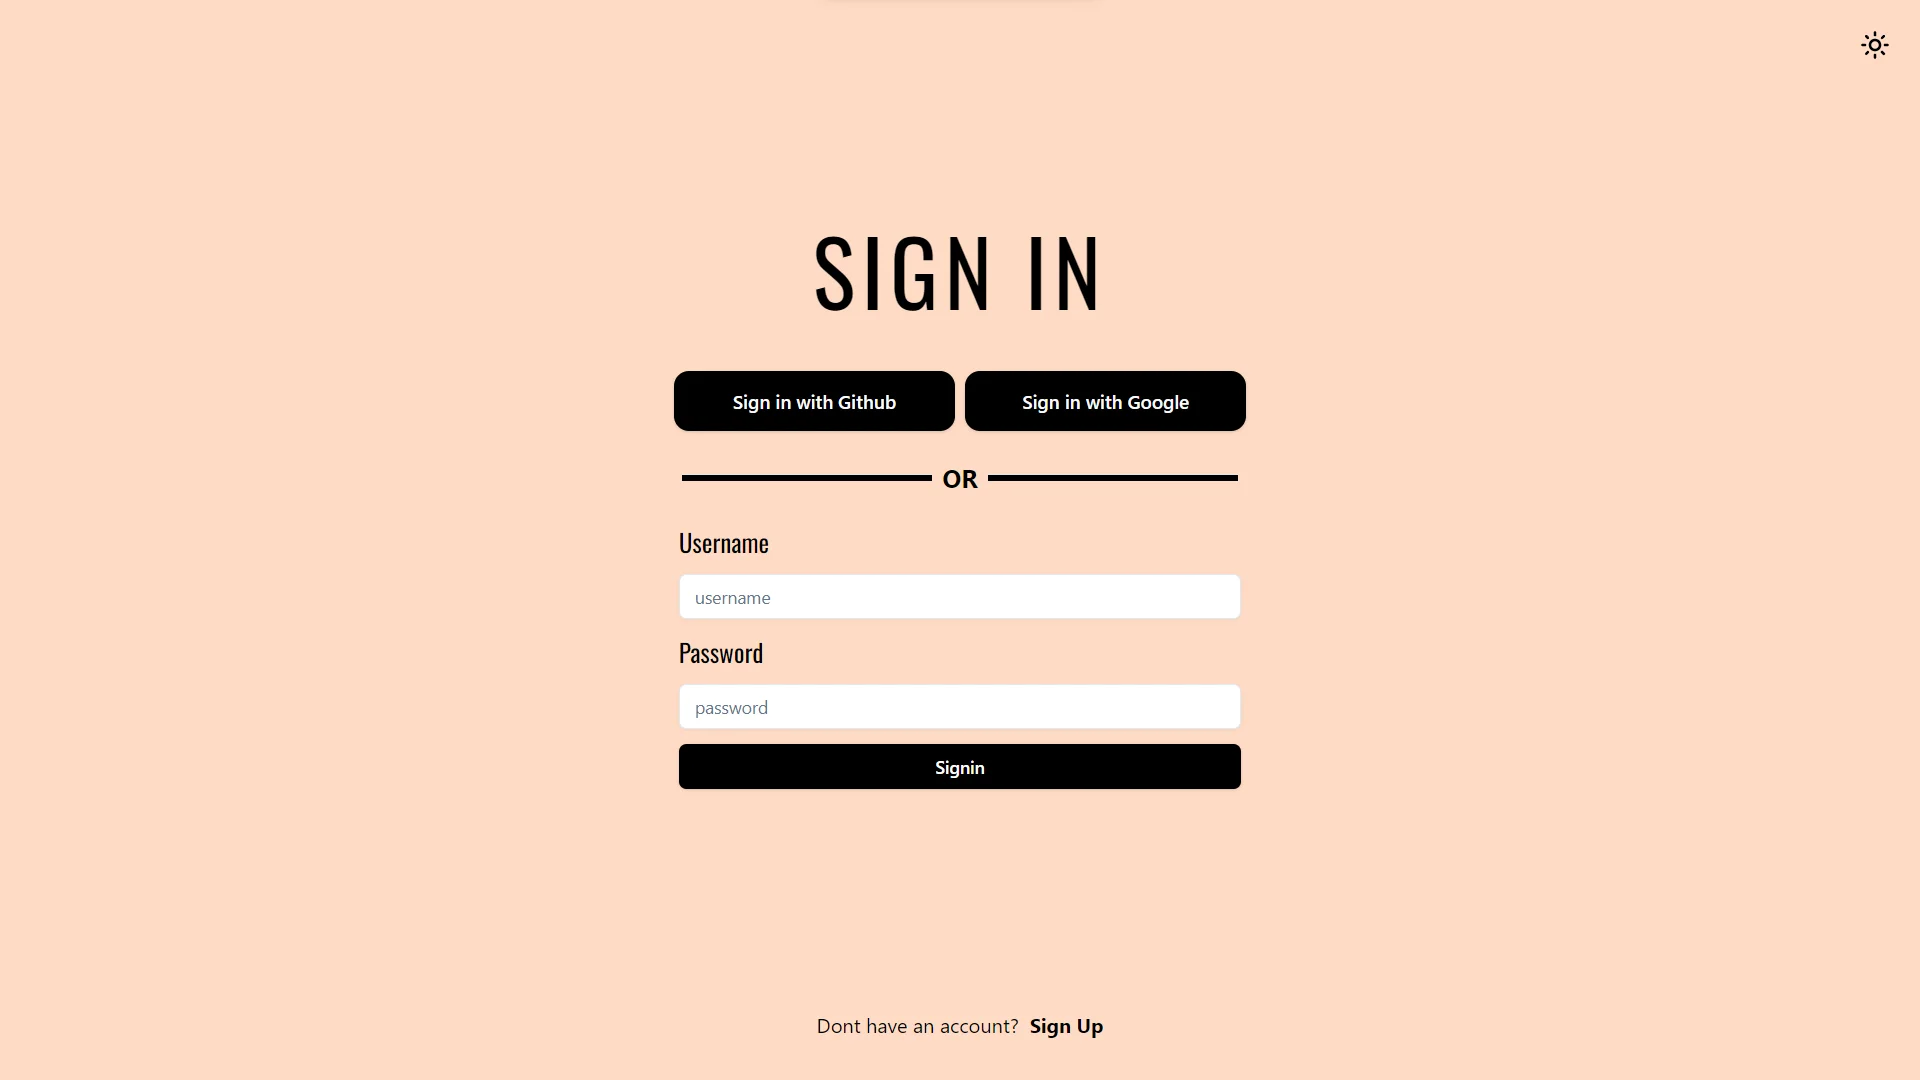 SIGN IN
Sign in with Github Sign in with Google
OR
Username
username
Password
password
Signin
Dont have an account? Sign Up